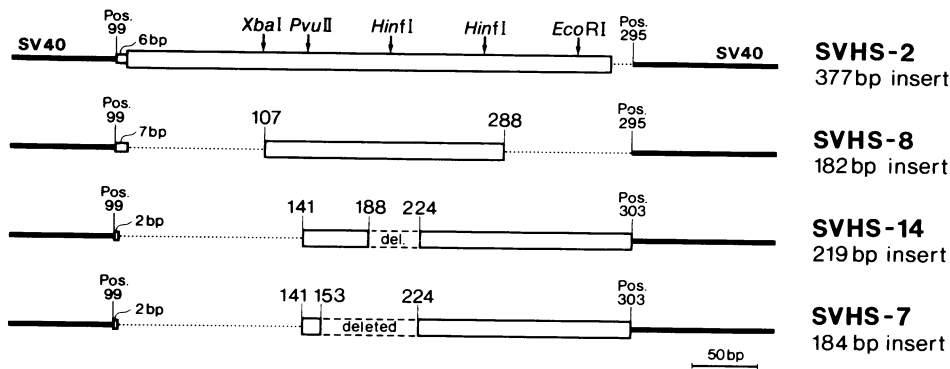 Pos.
99
6bp
XbaI PvuII HinfI HinfI EcoRI
Pos.
295
SV40
SV40
SVHS-2
377bp insert
Pos.
99
7bp
107
288
Pos.
295
SVHS-8
182bp insert
Pos.
99
2bp
141
188
224
Pos.
303
del.
SVHS-14
219bp insert
Pos.
99
2bp
141
153
224
Pos.
303
deleted
SVHS-7
184bp insert
50bp